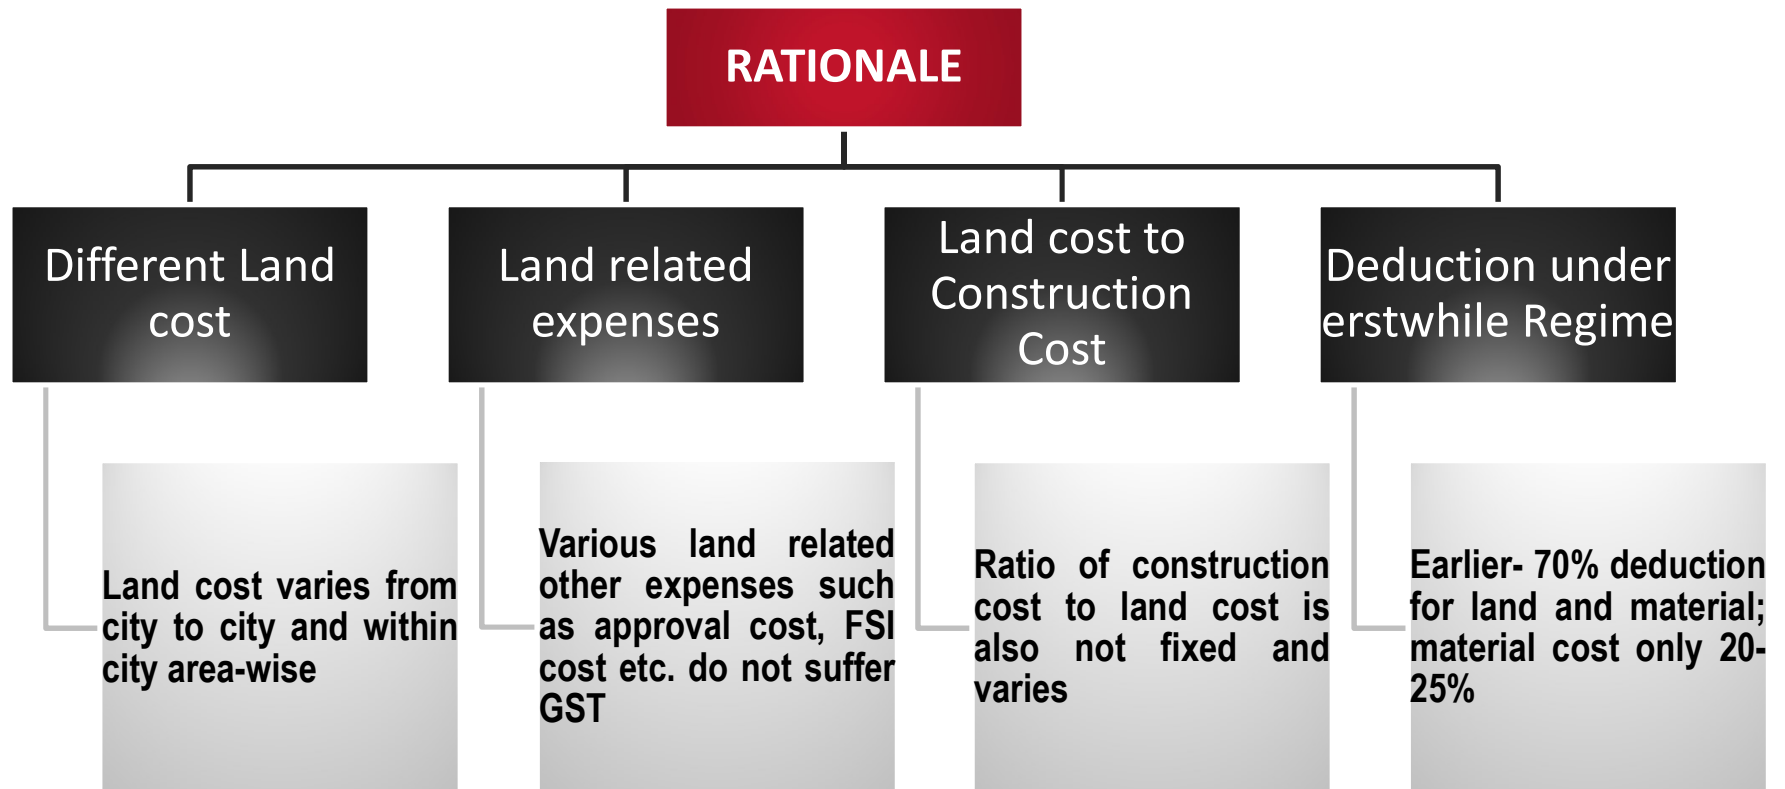 RATIONALE
Different Land
cost
Land related
expenses
Land cost to
Construction
Cost
Deduction under
erstwhile Regime
Land cost varies from
city to city and within
city area-wise
Various land related
other expenses such
as approval cost, FSI
cost etc. do not suffer
GST
Ratio of construction
cost to land cost is
also not fixed and
varies
Earlier- 70% deduction
for land and material;
material cost only 20-
25%